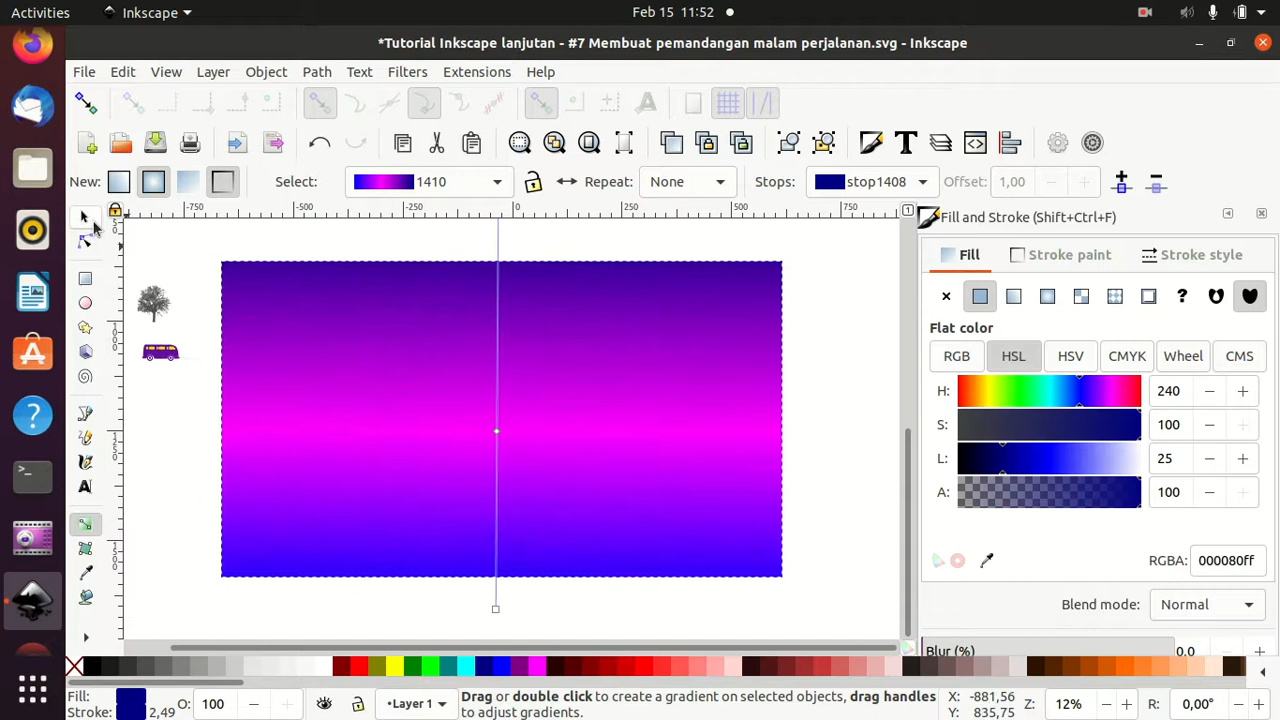 Activities
Inkscape
Feb 15 11:52
*Tutorial Inkscape lanjutan - #7 Membuat pemandangan malam perjalanan.svg - Inkscape
File Edit View Layer Object Path Text Filters Extensions Help
New: Select: 1410 Repeat: None Stops: stop1408 Offset: 1,00
-750 -500 -250 0 250 500 750
1
Fill and Stroke (Shift+Ctrl+F)
Fill Stroke paint Stroke style
Flat color
RGB HSL HSV CMYK Wheel CMS
H: 240
S: 100
L: 25
A: 100
RGBA: 000080ff
Blend mode: Normal
Blur (%) 0,0
Fill:
Stroke: 2,49
O: 100
Layer 1
Drag or double click to create a gradient on selected objects, drag handles
to adjust gradients.
X: -881,56
Y: 835,75
Z: 12%
R: 0,00°